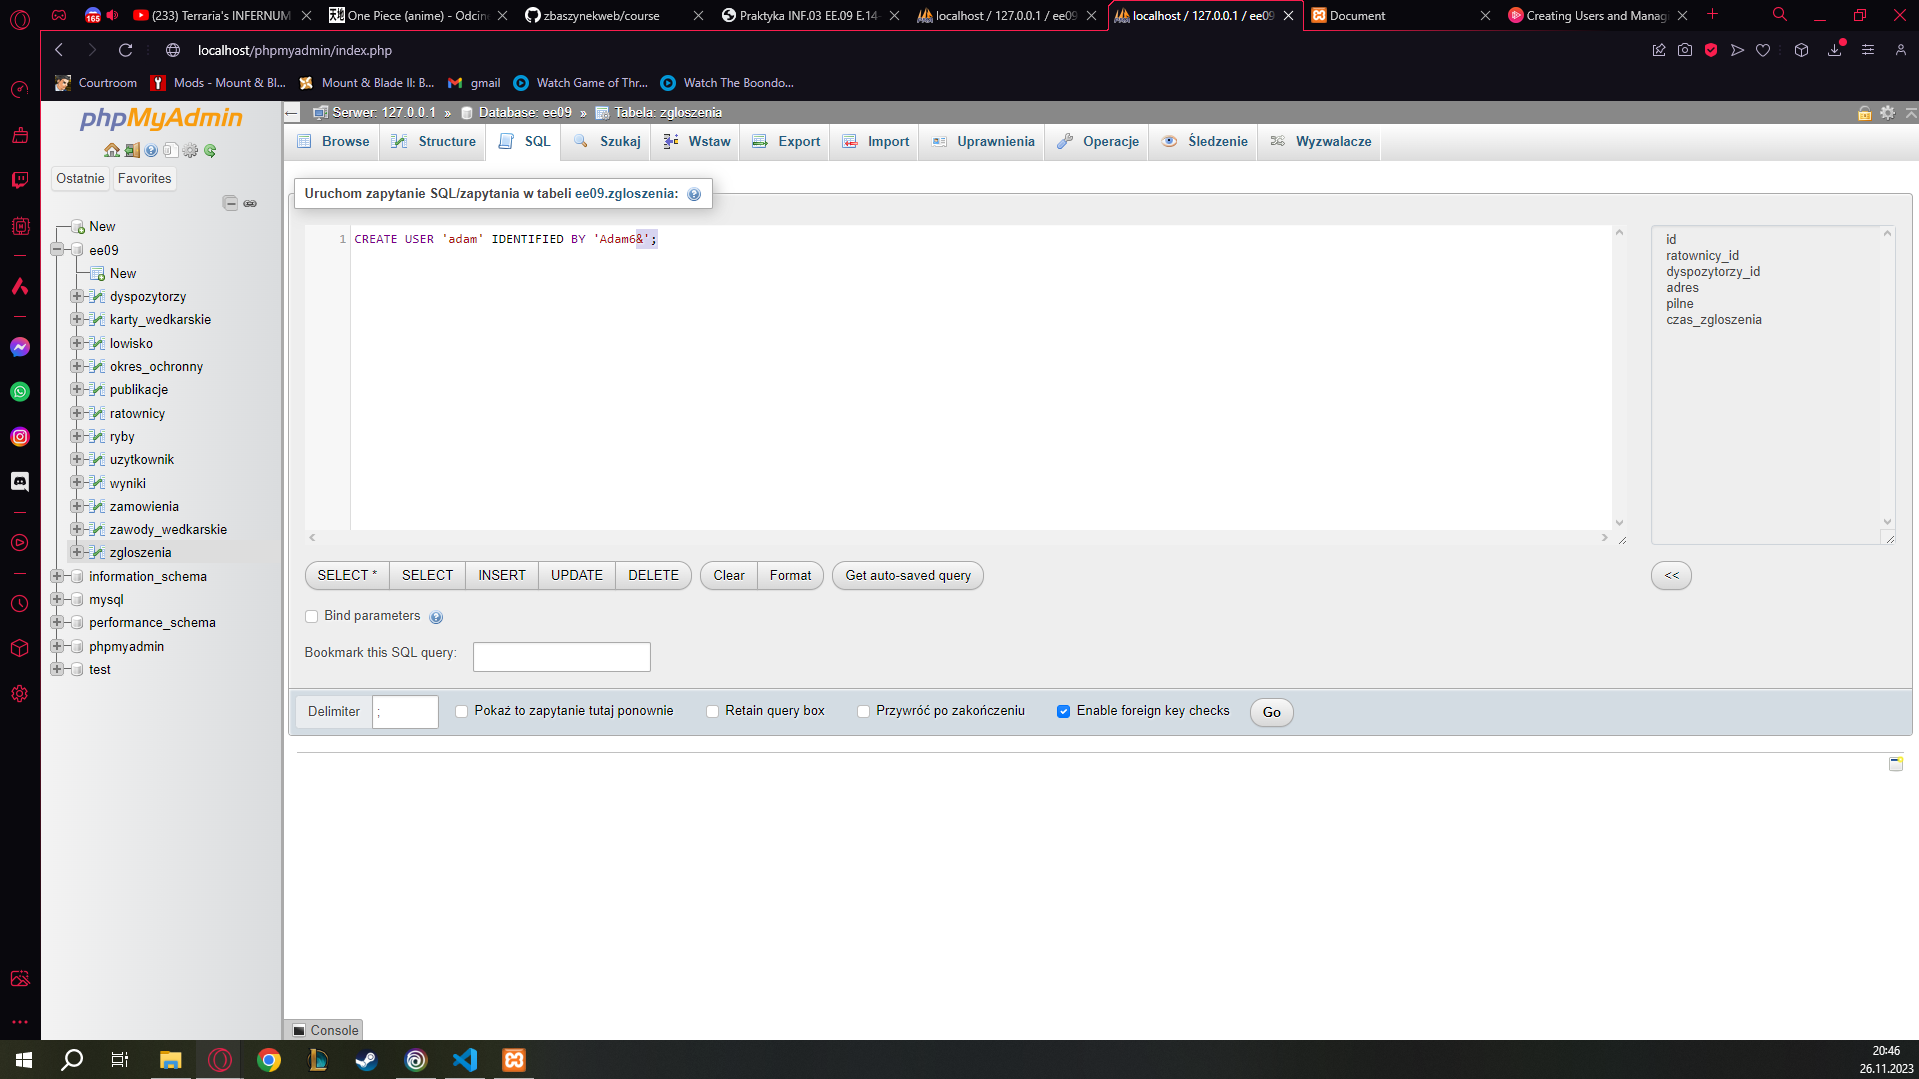 165
(233) Terraria's INFERNUM
One Piece (anime) - Odcine
zbaszynekweb/course
Praktyka INF.03 EE.09 E.14-
localhost / 127.0.0.1 / ee09
localhost / 127.0.0.1 / ee09
Document
Creating Users and Manag
localhost/phpmyadmin/index.php
Courtroom
Mods - Mount & Bl...
Mount & Blade II: B...
gmail
Watch Game of Thr...
Watch The Boondo...
phpMyAdmin
Ostatnie
Favorites
New
ee09
New
dyspozytorzy
karty_wedkarskie
lowisko
okres_ochronny
publikacje
ratownicy
ryby
uzytkownik
wyniki
zamowienia
zawody_wedkarskie
zgloszenia
information_schema
mysql
performance_schema
phpmyadmin
test
Serwer: 127.0.0.1 » Database: ee09 » Tabela: zgloszenia
Browse
Structure
SQL
Szukaj
Wstaw
Export
Import
Uprawnienia
Operacje
Śledzenie
Wyzwalacze
Uruchom zapytanie SQL/zapytania w tabeli ee09.zgloszenia:
1 CREATE USER 'adam' IDENTIFIED BY 'Adam6&';
id
ratownicy_id
dyspozytorzy_id
adres
pilne
czas_zgloszenia
SELECT *
SELECT
INSERT
UPDATE
DELETE
Clear
Format
Get auto-saved query
<<
Bind parameters
Bookmark this SQL query:
Delimiter
;
Pokaż to zapytanie tutaj ponownie
Retain query box
Przywróć po zakończeniu
Enable foreign key checks
Go
Console
20:46
26.11.2023